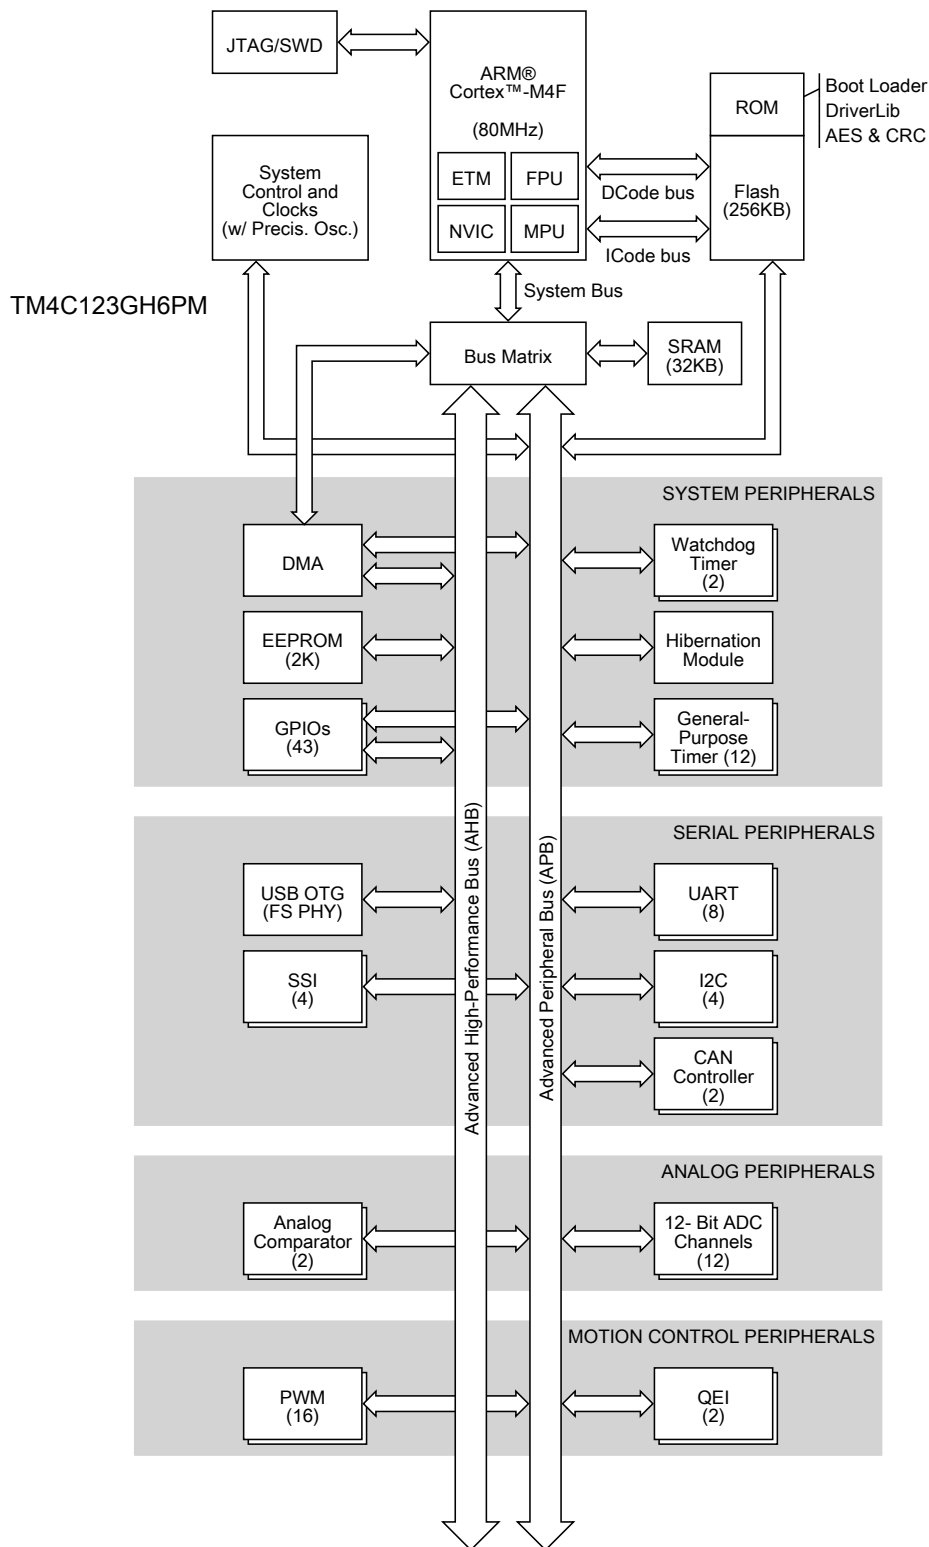 JTAG/SWD
ARM®
Cortex™-M4F
(80MHz)
ETM
FPU
NVIC
MPU
ROM
Boot Loader
DriverLib
AES & CRC
Flash
(256KB)
DCode bus
ICode bus
System
Control and
Clocks
(w/ Precis. Osc.)
TM4C123GH6PM
System Bus
Bus Matrix
SRAM
(32KB)
SYSTEM PERIPHERALS
DMA
Watchdog
Timer
(2)
EEPROM
(2K)
Hibernation
Module
GPIOs
(43)
General-
Purpose
Timer (12)
Advanced High-Performance Bus (AHB)
Advanced Peripheral Bus (APB)
SERIAL PERIPHERALS
USB OTG
(FS PHY)
UART
(8)
SSI
(4)
I2C
(4)
CAN
Controller
(2)
ANALOG PERIPHERALS
Analog
Comparator
(2)
12- Bit ADC
Channels
(12)
MOTION CONTROL PERIPHERALS
PWM
(16)
QEI
(2)